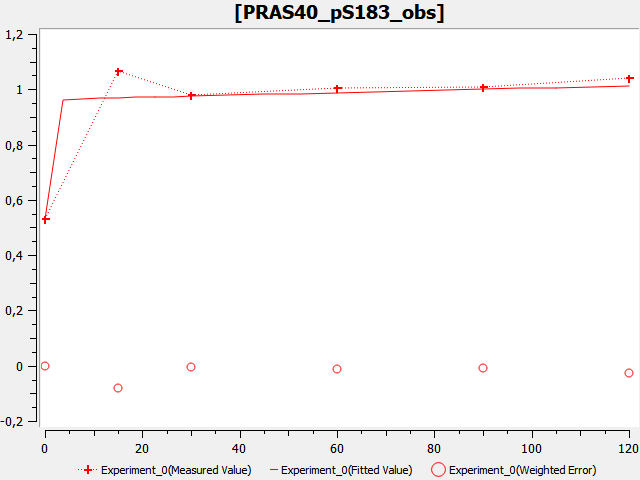 [PRAS40_pS183_obs]
1,2
1
0,8
0,6
0,4
0,2
0
-0,2
0 20 40 60 80 100 120
Experiment_0(Measured Value) Experiment_0(Fitted Value) Experiment_0(Weighted Error)